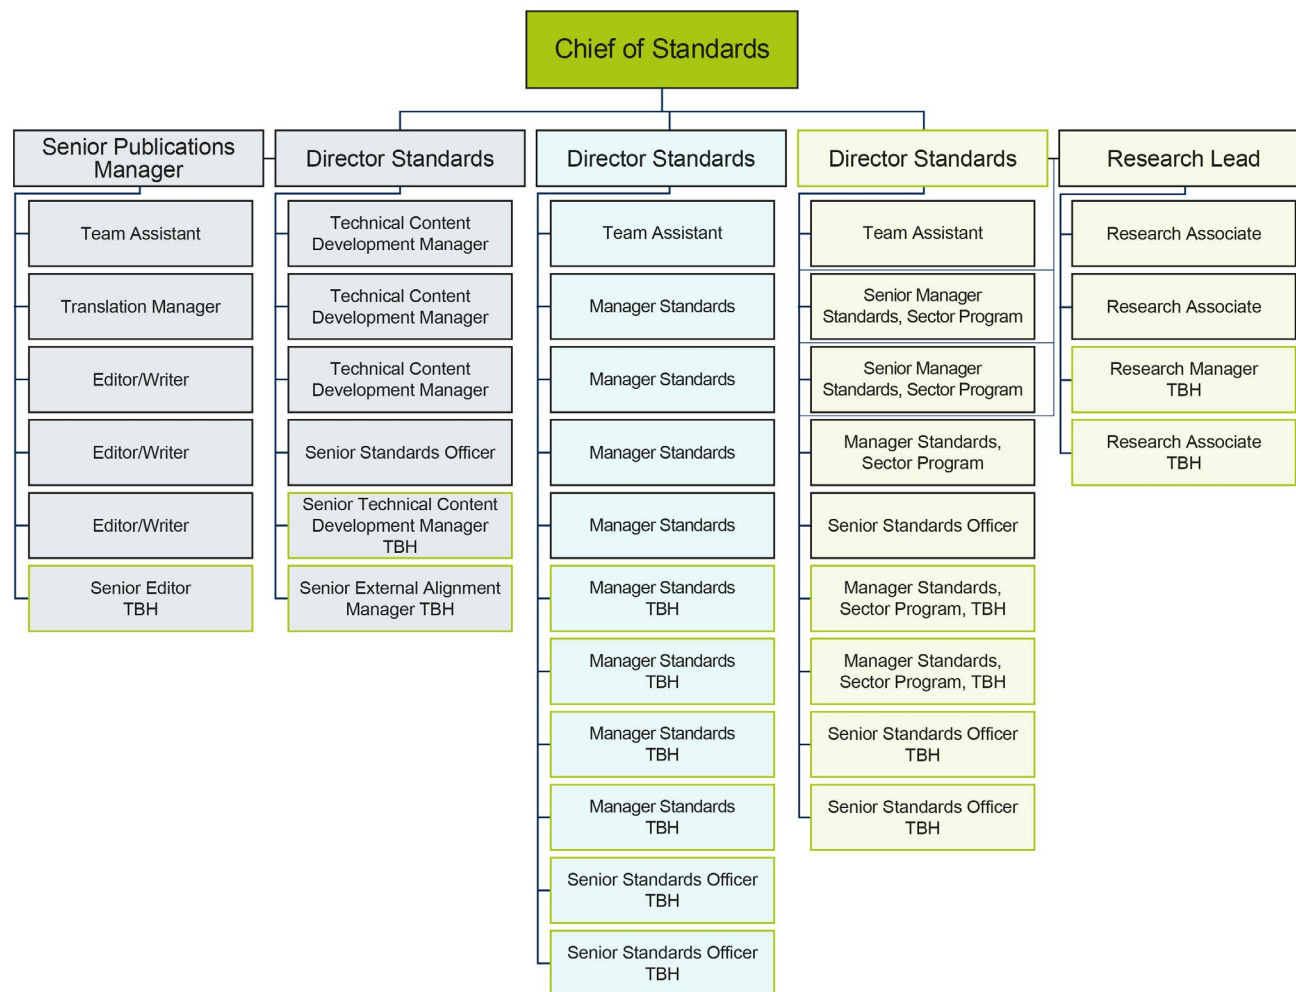 Chief of Standards
Senior Publications
Manager
Team Assistant
Translation Manager
Editor/Writer
Editor/Writer
Editor/Writer
Senior Editor
TBH
Director Standards
Technical Content
Development Manager
Technical Content
Development Manager
Technical Content
Development Manager
Senior Standards Officer
Senior Technical Content
Development Manager
TBH
Senior External Alignment
Manager TBH
Director Standards
Team Assistant
Manager Standards
Manager Standards
Manager Standards
Manager Standards
Manager Standards
TBH
Manager Standards
TBH
Manager Standards
TBH
Manager Standards
TBH
Senior Standards Officer
TBH
Senior Standards Officer
TBH
Director Standards
Team Assistant
Senior Manager
Standards, Sector Program
Senior Manager
Standards, Sector Program
Manager Standards,
Sector Program
Senior Standards Officer
Manager Standards,
Sector Program, TBH
Manager Standards,
Sector Program, TBH
Senior Standards Officer
TBH
Senior Standards Officer
TBH
Research Lead
Research Associate
Research Associate
Research Manager
TBH
Research Associate
TBH